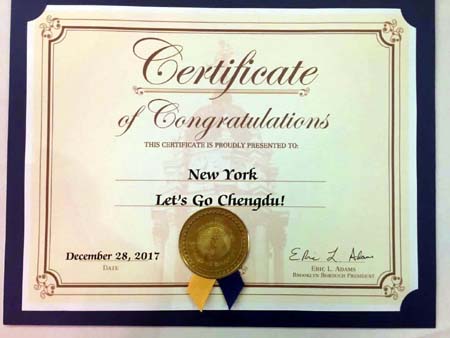 Certificate
of Congratulations
THIS CERTIFICATE IS PROUDLY PRESENTED TO:
New York
Let's Go Chengdu!
December 28, 2017
DATE
Eric L Adams
ERIC L. ADAMS
BROOKLYN BOROUGH PRESIDENT